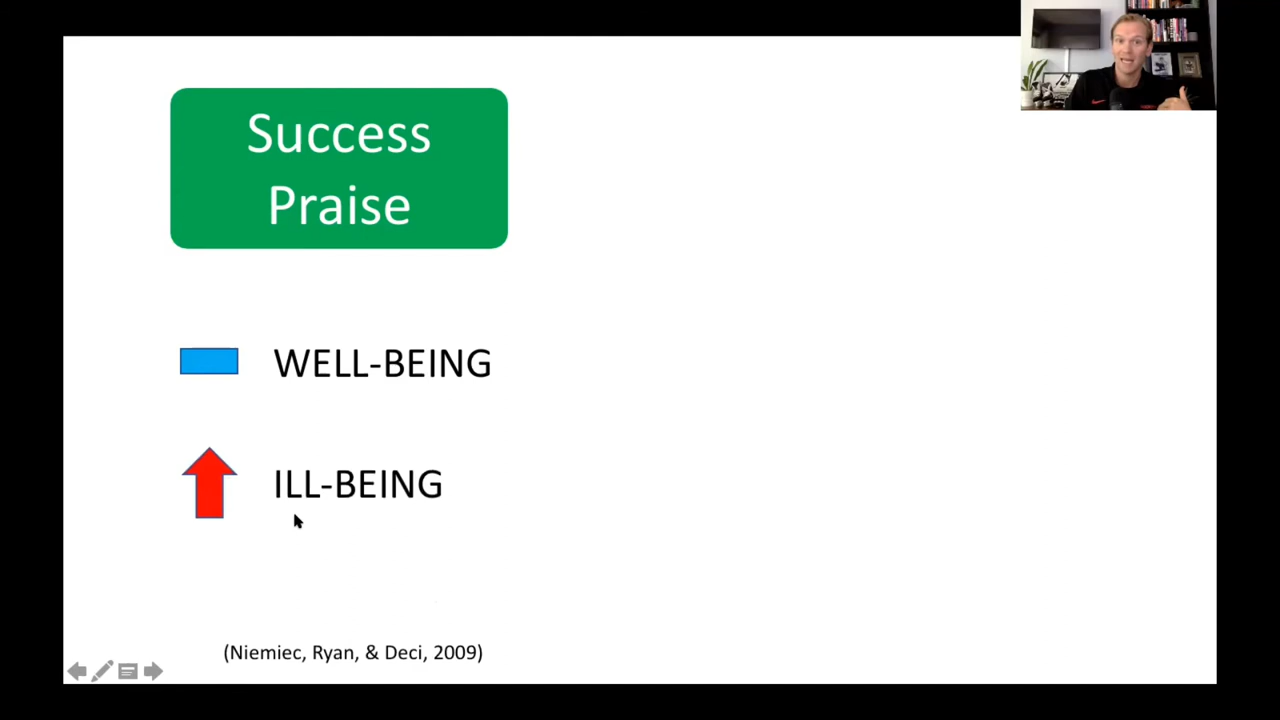 Success
Praise
WELL-BEING
ILL-BEING
(Niemiec, Ryan, & Deci, 2009)